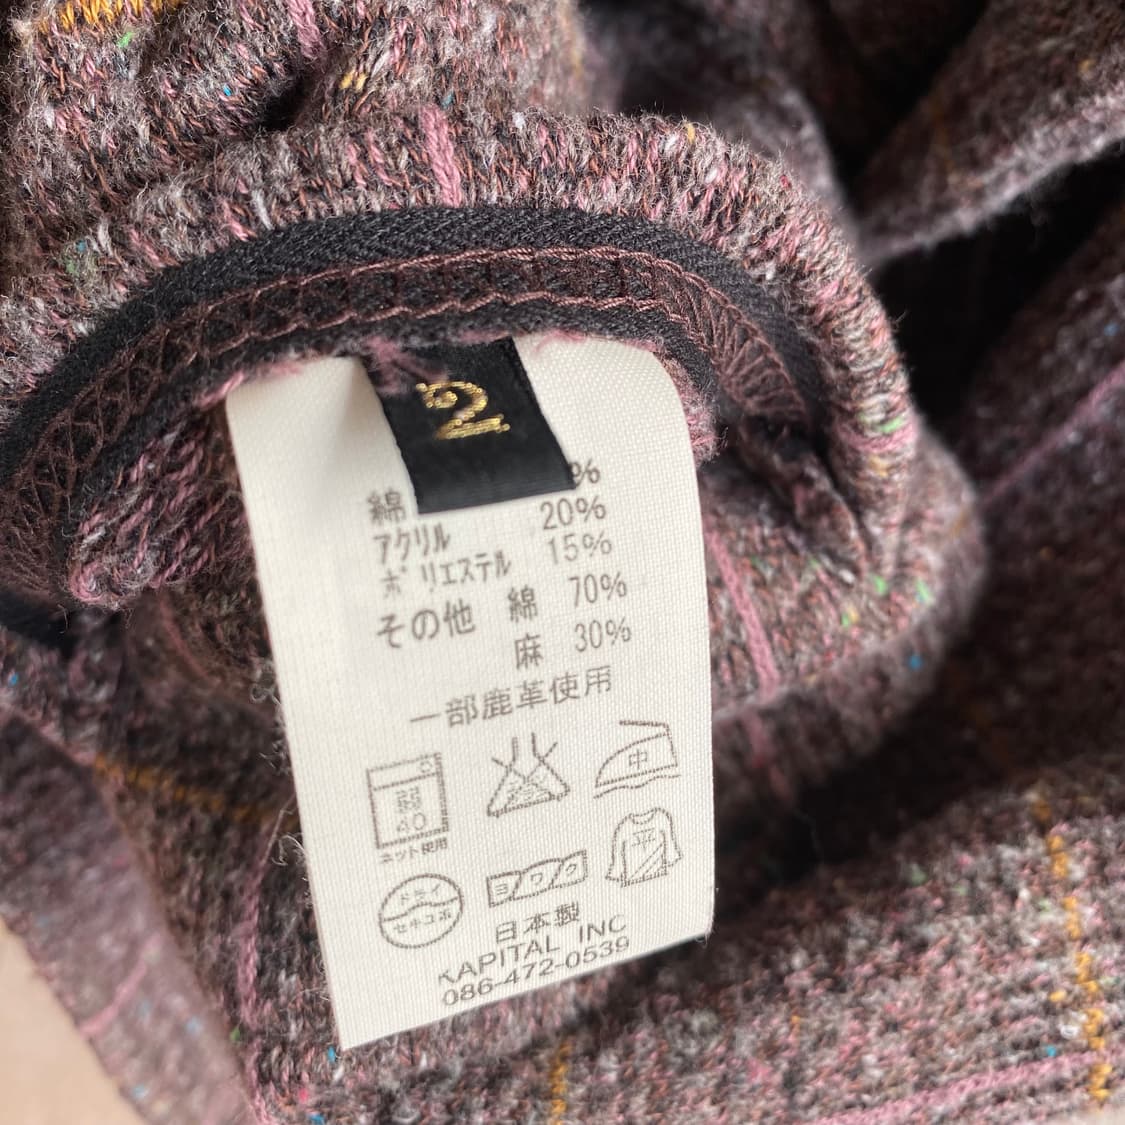 2
綿 %
アクリル 20%
ポリエステル 15%
その他 綿 70%
麻 30%
一部鹿革使用
弱
40
中
ネット使用
平
ドライ
セキユ系
ヨワク
日本製
KAPITAL INC
086-472-0539